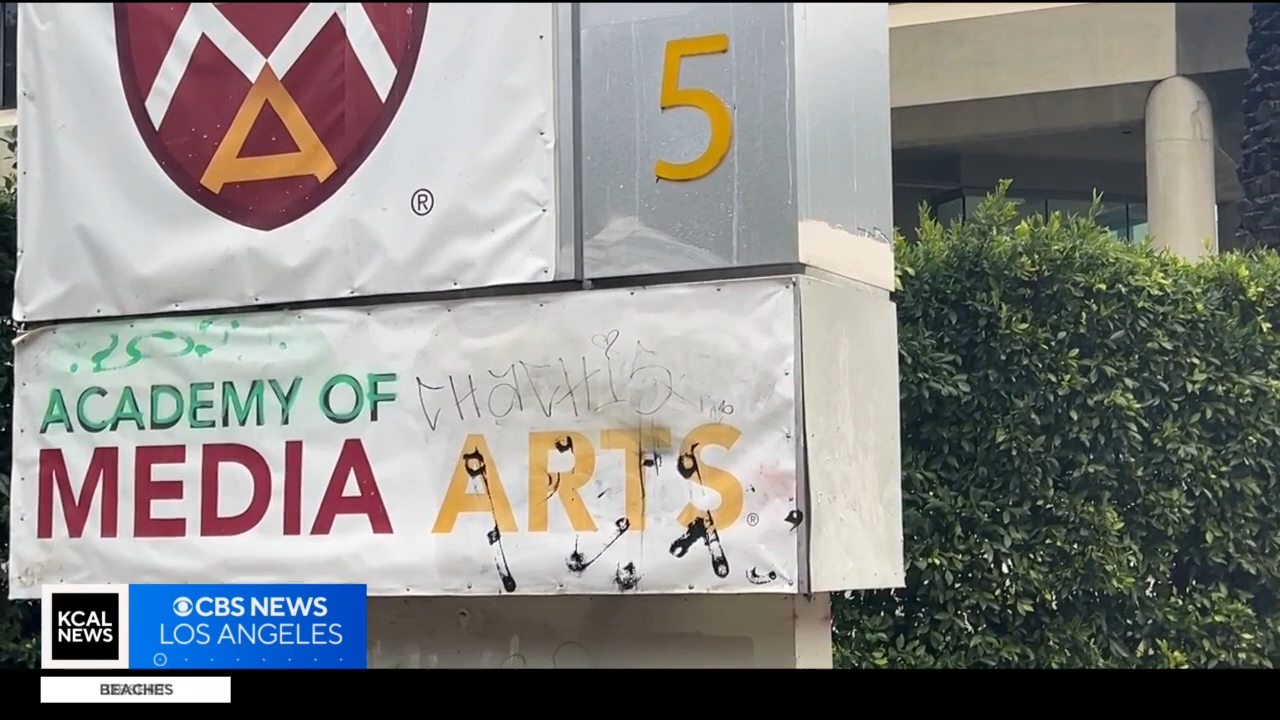 5
®
ACADEMY OF
MEDIA ARTS
®
KCAL
NEWS
CBS NEWS
LOS ANGELES
BEACHES